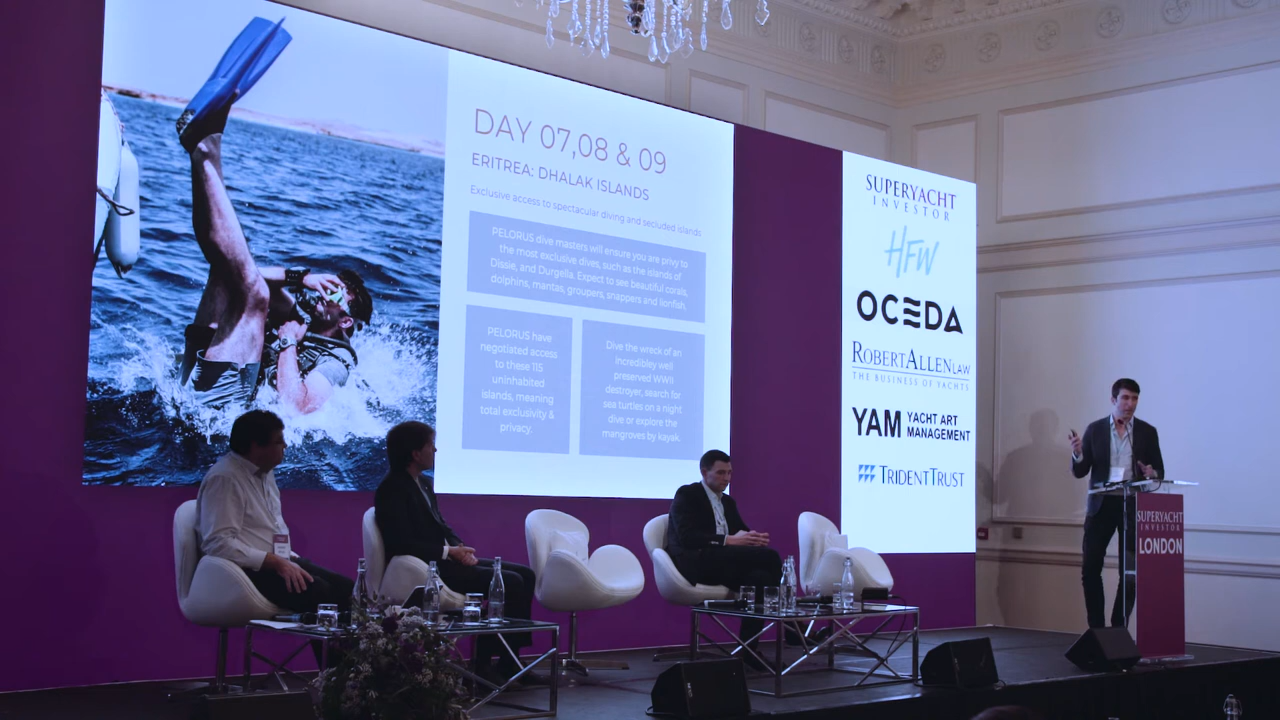 DAY 07,08 & 09
ERITREA: DHALAK ISLANDS
Exclusive access to spectacular diving and secluded islands
PELORUS dive masters will ensure you are privy to
the most exclusive dives, such as the islands of
Dissie, and Durgella. Expect to see beautiful corals,
dolphins, mantas, groupers, snappers and lionfish.
PELORUS have
negotiated access
to these 115
uninhabited
islands, meaning
total exclusivity &
privacy.
Dive the wreck of an
incredibley well
preserved WWII
destroyer, search for
sea turtles on a night
dive or explore the
mangroves by kayak.
SUPERYACHT
INVESTOR
HFW
OCEDA
ROBERTALLENLAW
THE BUSINESS OF YACHTS
YAM YACHT ART
MANAGEMENT
TRIDENTTRUST
SUPERYACHT
INVESTOR
LONDON